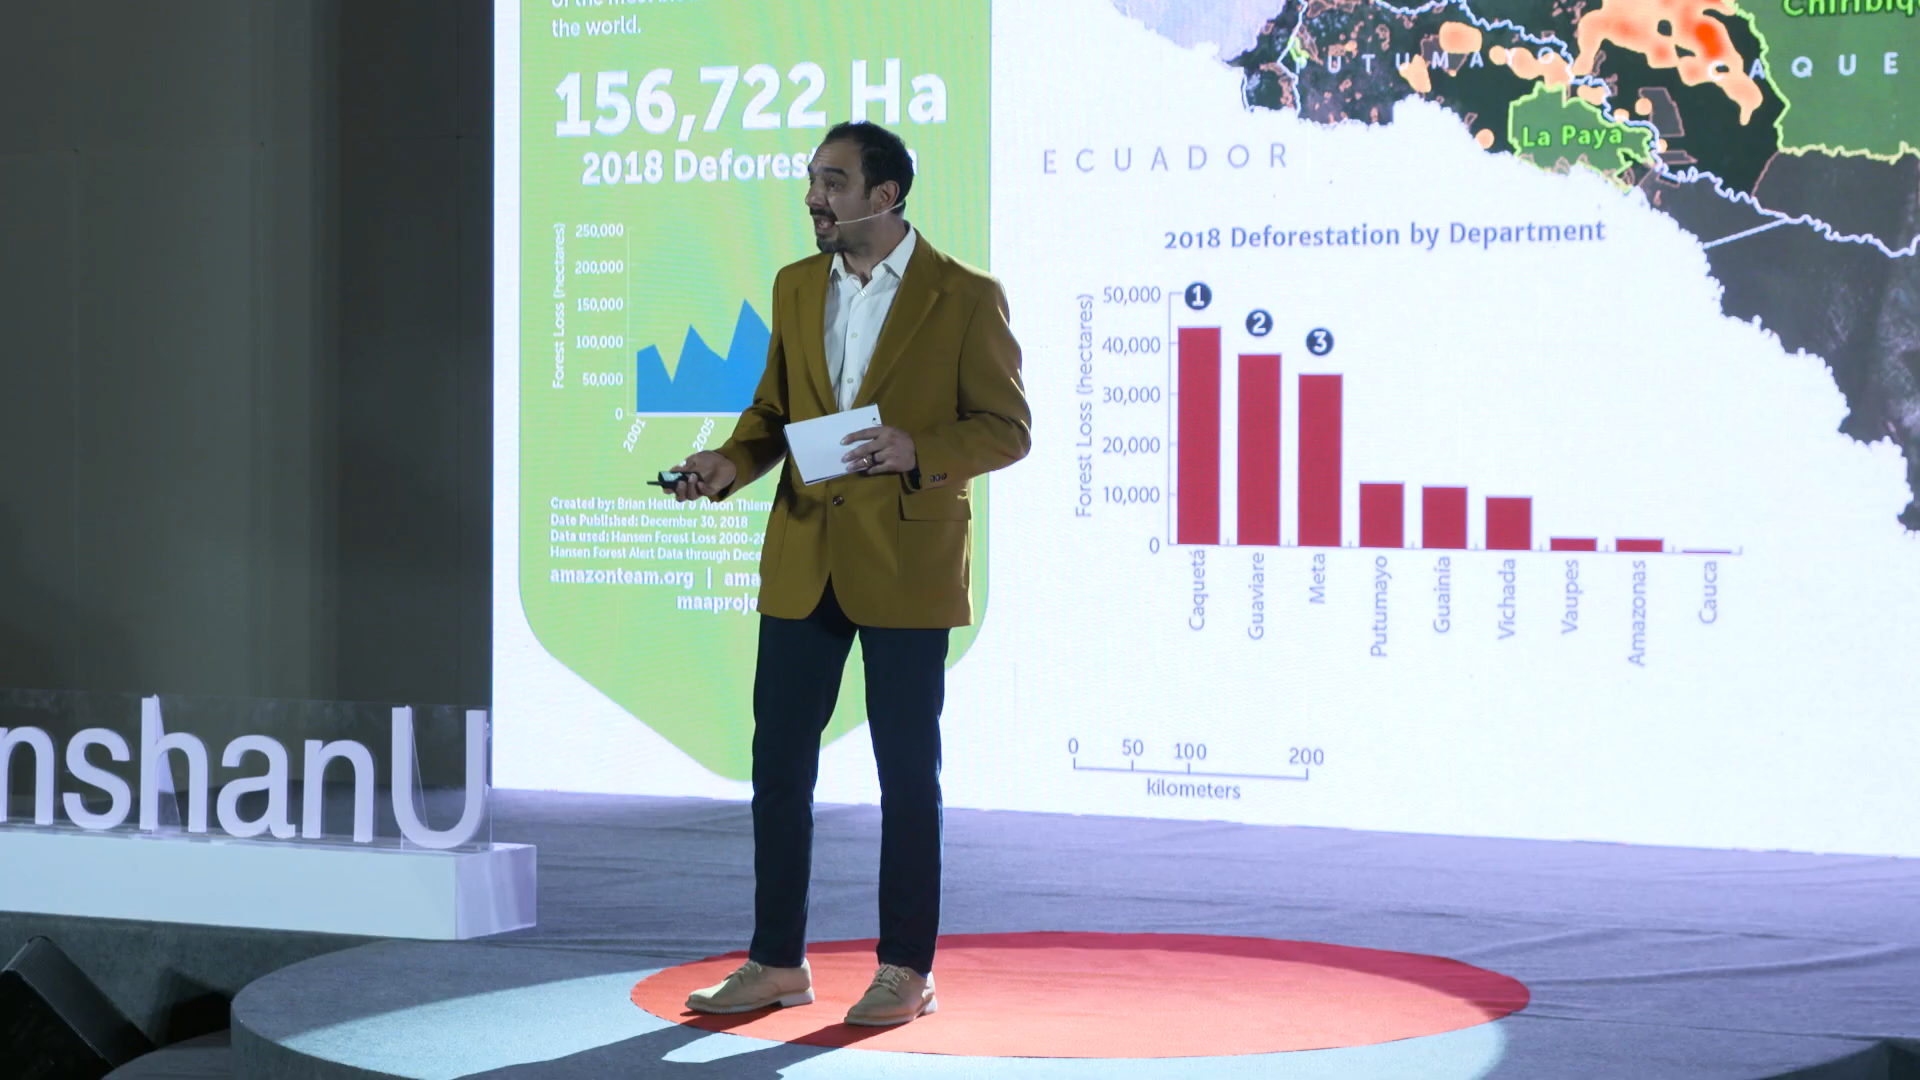 the world.
156,722 Ha
2018 Defores
Forest Loss (hectares)
250,000
200,000
150,000
100,000
50,000
0
2001
2005
Created by: Brian Hettler & Alison Thiem
Date Published: December 30, 2018
Data used: Hansen Forest Loss 2000-20
Hansen Forest Alert Data through Dece
amazonteam.org | ama
maaproje
Chiribiq
PUTUMAYO
CAQUE
La Paya
ECUADOR
2018 Deforestation by Department
Forest Loss (hectares)
50,000
40,000
30,000
20,000
10,000
0
1
2
3
Caquetá
Guaviare
Meta
Putumayo
Guainía
Vichada
Vaupes
Amazonas
Cauca
0 50 100 200
kilometers
nshanU